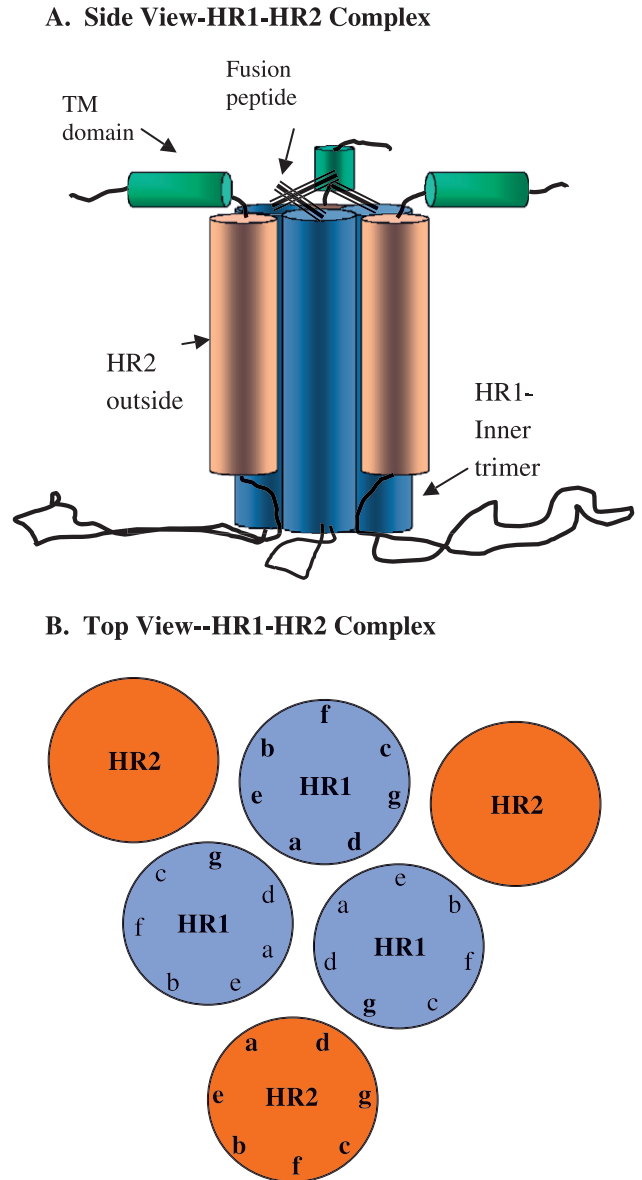 A. Side View-HR1-HR2 Complex
Fusion
peptide
TM
domain
HR2
outside
HR1-
Inner
trimer
B. Top View--HR1-HR2 Complex
HR2
f
b c
HR1
e g
a d
HR2
g
c d
f HR1
a
b e
e
a b
HR1
d f
g c
a d
e HR2 g
b c
f